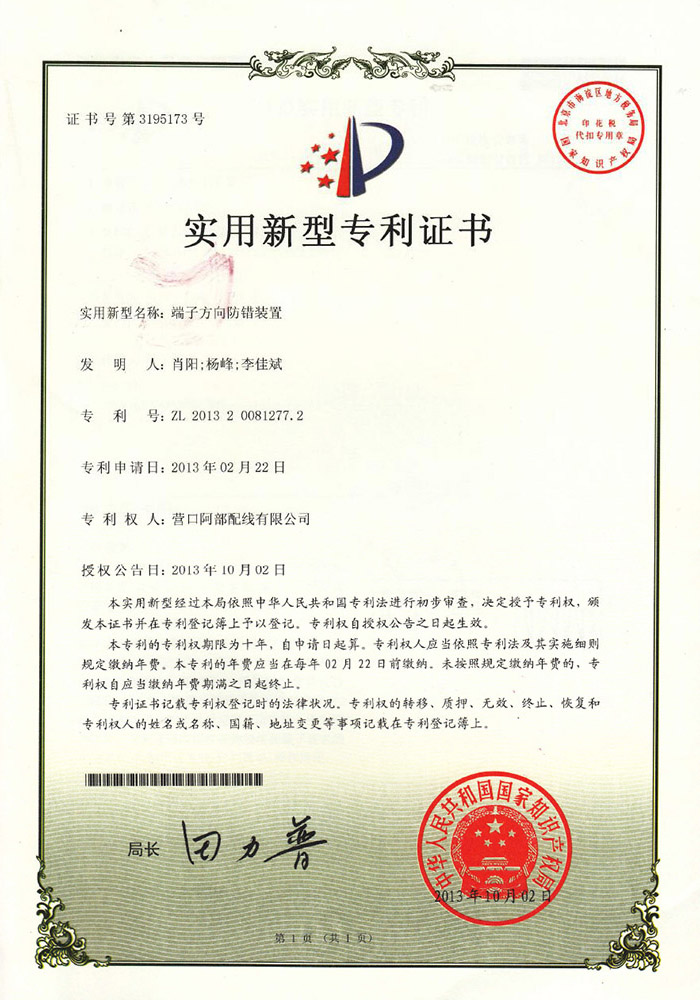 证书号第3195173号
北京市海淀区地方税务局
印花税
代扣专用章
国家知识产权局
实用新型专利证书
实用新型名称：端子方向防错装置
发明人：肖阳;杨峰;李佳斌
专利号：ZL 2013 2 0081277.2
专利申请日：2013年02月22日
专利权人：营口阿部配线有限公司
授权公告日：2013年10月02日
本实用新型经过本局依照中华人民共和国专利法进行初步审查，决定授予专利权，颁
发本证书并在专利登记簿上予以登记。专利权自授权公告之日起生效。
本专利的专利权期限为十年，自申请日起算。专利权人应当依照专利法及其实施细则
规定缴纳年费。本专利的年费应当在每年02月22日前缴纳。未按照规定缴纳年费的，专
利权自应当缴纳年费期满之日起终止。
专利证书记载专利权登记时的法律状况。专利权的转移、质押、无效、终止、恢复和
专利权人的姓名或名称、国籍、地址变更等事项记载在专利登记簿上。
局长 田力普
中华人民共和国国家知识产权局
2013年10月02日
第1页（共1页）